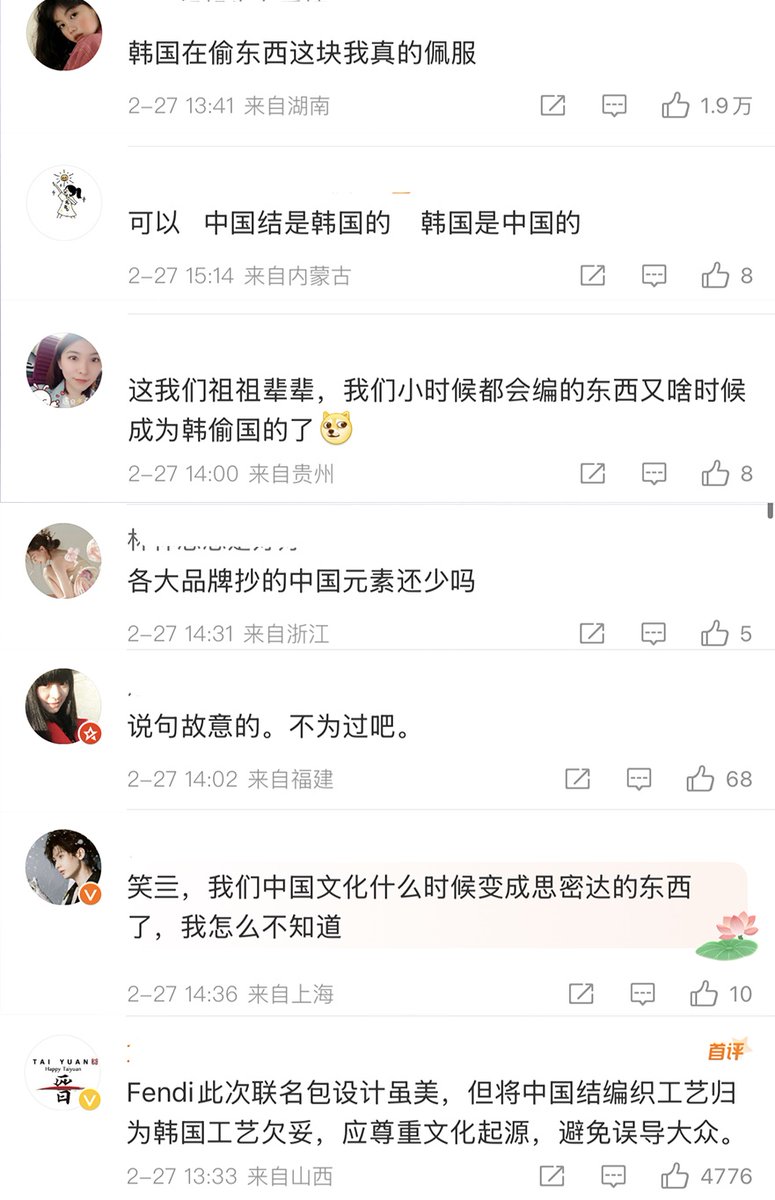 韩国在偷东西这块我真的佩服
2-27 13:41 来自湖南 1.9万
可以 中国结是韩国的 韩国是中国的
2-27 15:14 来自内蒙古 8
这我们祖祖辈辈，我们小时候都会编的东西又啥时候
成为韩偷国的了
2-27 14:00 来自贵州 8
各大品牌抄的中国元素还少吗
2-27 14:31 来自浙江 5
说句故意的。不为过吧。
2-27 14:02 来自福建 68
笑亖，我们中国文化什么时候变成思密达的东西
了，我怎么不知道
2-27 14:36 来自上海 10
TAI YUAN
Happy Taiyuan
晋
首评
Fendi此次联名包设计虽美，但将中国结编织工艺归
为韩国工艺欠妥，应尊重文化起源，避免误导大众。
2-27 13:33 来自山西 4776